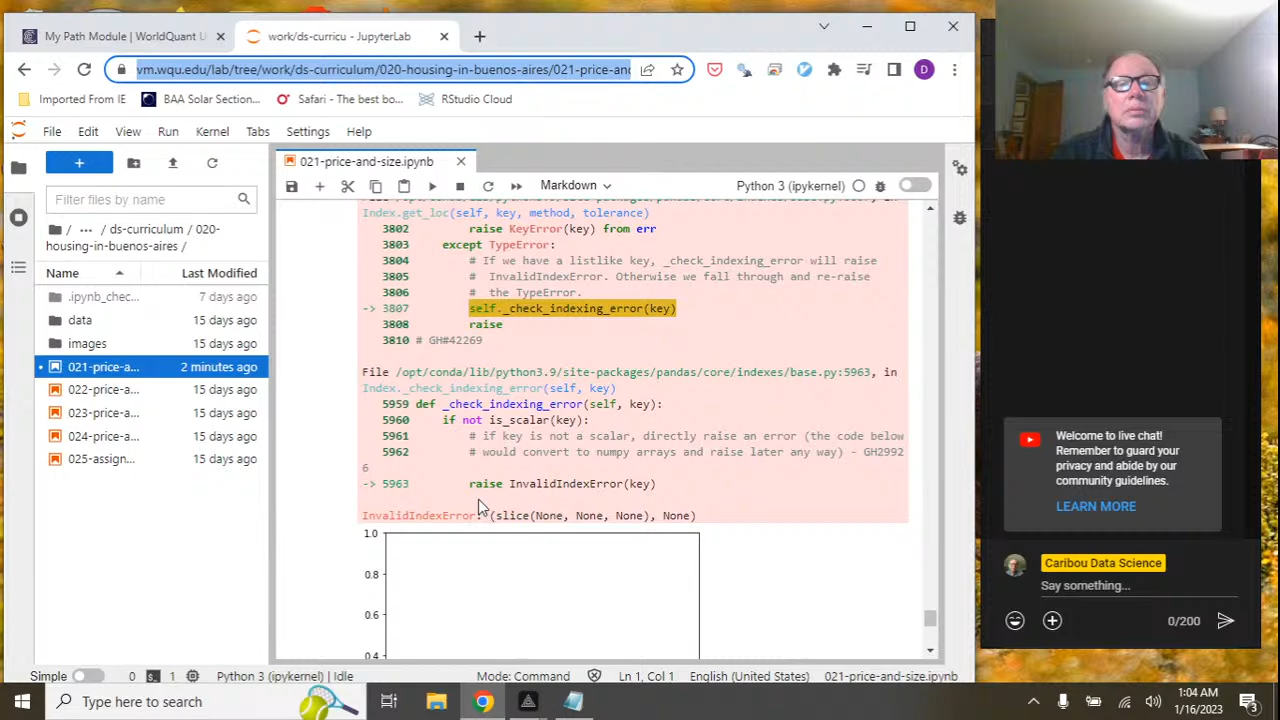 My Path Module | WorldQuant U
work/ds-curricu - JupyterLab
vm.wqu.edu/lab/tree/work/ds-curriculum/020-housing-in-buenos-aires/021-price-and
D
Imported From IE
BAA Solar Section...
Safari - The best bo...
RStudio Cloud
File
Edit
View
Run
Kernel
Tabs
Settings
Help
021-price-and-size.ipynb
Markdown
Python 3 (ipykernel)
Filter files by name
/ ... / ds-curriculum / 020-
housing-in-buenos-aires /
Name
Last Modified
.ipynb_chec... 7 days ago
data 15 days ago
images 15 days ago
021-price-a... 2 minutes ago
022-price-a... 15 days ago
023-price-a... 15 days ago
024-price-a... 15 days ago
025-assign... 15 days ago
Index.get_loc(self, key, method, tolerance)
3802 raise KeyError(key) from err
3803 except TypeError:
3804 # If we have a listlike key, _check_indexing_error will raise
3805 # InvalidIndexError. Otherwise we fall through and re-raise
3806 # the TypeError.
-> 3807 self._check_indexing_error(key)
3808 raise
3810 # GH#42269
File /opt/conda/lib/python3.9/site-packages/pandas/core/indexes/base.py:5963, in
Index._check_indexing_error(self, key)
5959 def _check_indexing_error(self, key):
5960 if not is_scalar(key):
5961 # if key is not a scalar, directly raise an error (the code below
5962 # would convert to numpy arrays and raise later any way) - GH2992
6
-> 5963 raise InvalidIndexError(key)
InvalidIndexError: (slice(None, None, None), None)
1.0
0.8
0.6
0.4
Simple
0
1
Python 3 (ipykernel) | Idle
Mode: Command
Ln 1, Col 1
English (United States)
021-price-and-size.ipynb
Welcome to live chat!
Remember to guard your
privacy and abide by our
community guidelines.
LEARN MORE
Caribou Data Science
Say something...
0/200
Type here to search
1:04 AM
1/16/2023
3